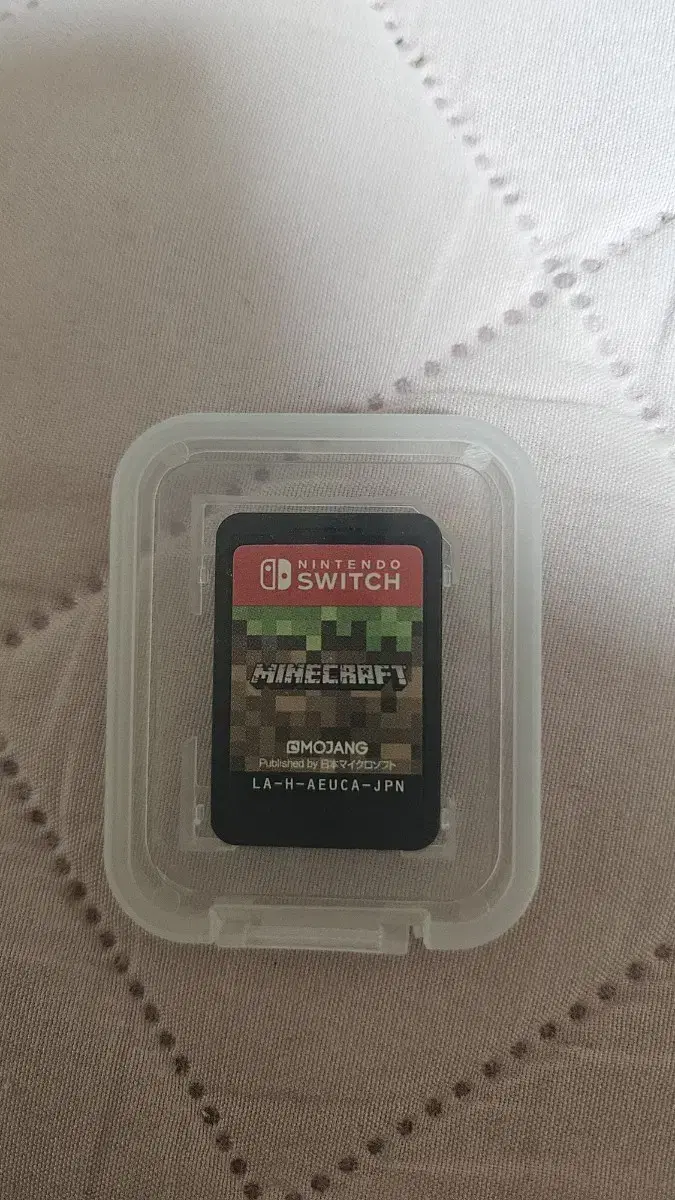 NINTENDO
SWITCH
MINECRAFT
MOJANG
Published by 日本マイクロソフト
LA-H-AEUCA-JPN